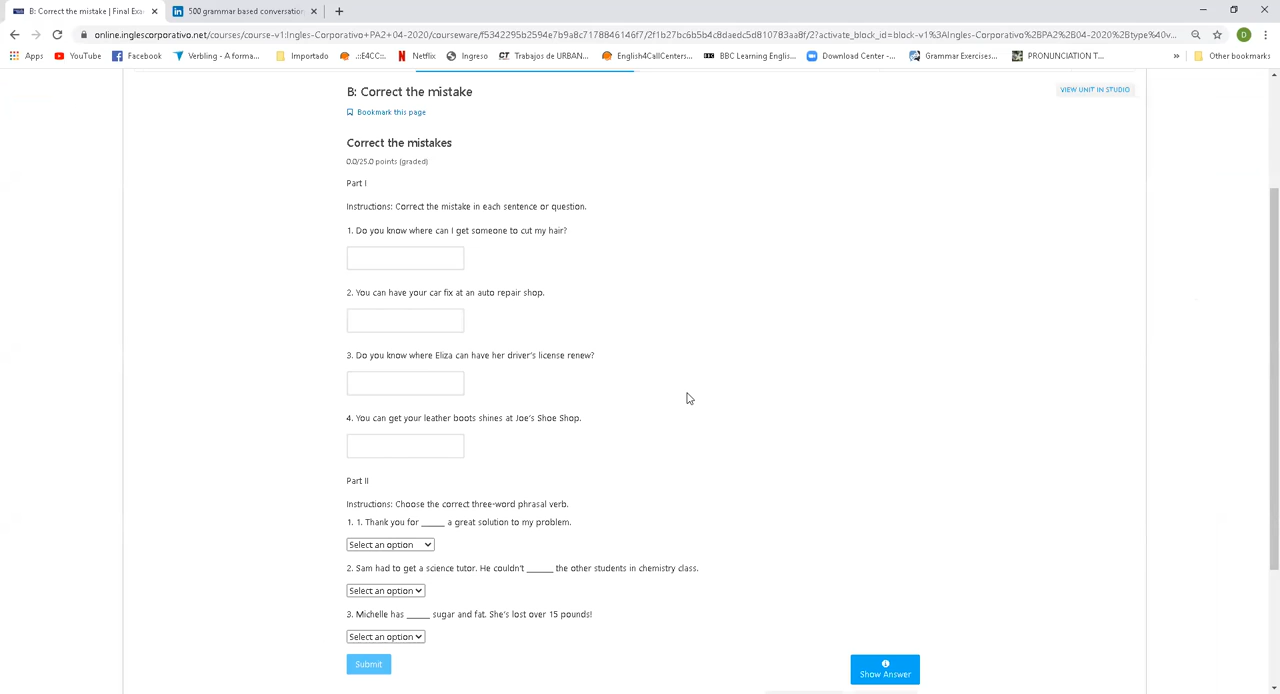 B: Correct the mistake | Final Exa
500 grammar based conversation
online.inglescorporativo.net/courses/course-v1:Ingles-Corporativo+PA2+04-2020/courseware/f5342295b2594e7b9a8c7178846146f7/2f1b27bc6b5b4c8daedc5d810783aa8f/2?activate_block_id=block-v1%3AIngles-Corporativo%2BPA2%2B04-2020%2Btype%40v...
D
Apps YouTube Facebook Verbling - A forma... Importado .::E4CC::. Netflix Ingreso CT Trabajos de URBAN... English4CallCenters... BBC BBC Learning Englis... Download Center -... Grammar Exercises... PRONUNCIATION T... » Other bookmarks
B: Correct the mistake
VIEW UNIT IN STUDIO
Bookmark this page
Correct the mistakes
0.0/25.0 points (graded)
Part I
Instructions: Correct the mistake in each sentence or question.
1. Do you know where can I get someone to cut my hair?
2. You can have your car fix at an auto repair shop.
3. Do you know where Eliza can have her driver's license renew?
4. You can get your leather boots shines at Joe's Shoe Shop.
Part II
Instructions: Choose the correct three-word phrasal verb.
1. 1. Thank you for _____ a great solution to my problem.
Select an option
2. Sam had to get a science tutor. He couldn't ______ the other students in chemistry class.
Select an option
3. Michelle has _____ sugar and fat. She's lost over 15 pounds!
Select an option
Submit
Show Answer